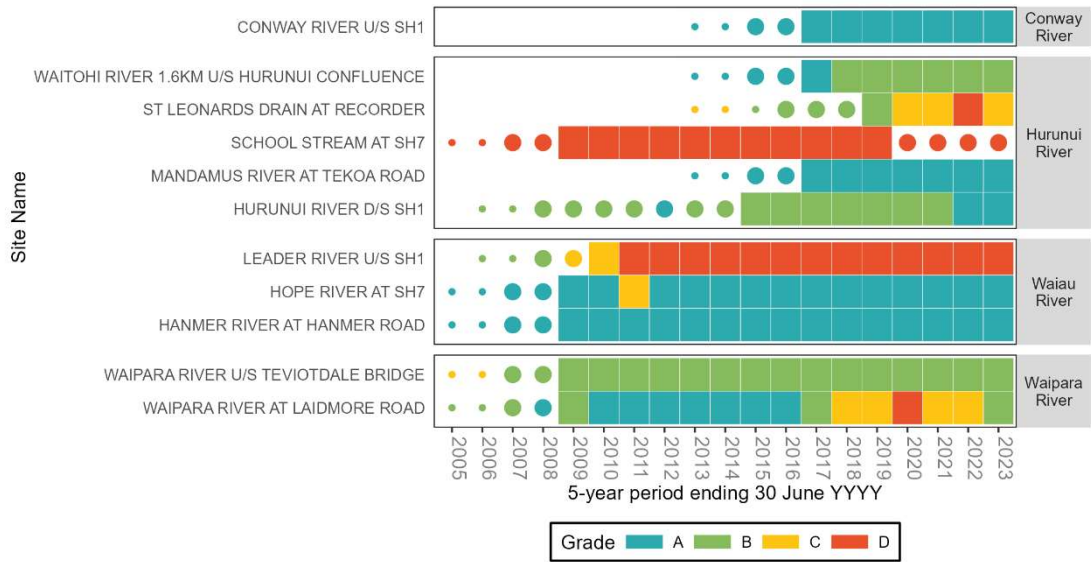 CONWAY RIVER U/S SH1
Conway
River
WAITOHI RIVER 1.6KM U/S HURUNUI CONFLUENCE
ST LEONARDS DRAIN AT RECORDER
SCHOOL STREAM AT SH7
MANDAMUS RIVER AT TEKOA ROAD
HURUNUI RIVER D/S SH1
Hurunui
River
Site Name
LEADER RIVER U/S SH1
HOPE RIVER AT SH7
HANMER RIVER AT HANMER ROAD
Waiau
River
WAIPARA RIVER U/S TEVIOTDALE BRIDGE
WAIPARA RIVER AT LAIDMORE ROAD
Waipara
River
2005 2006 2007 2008 2009 2010 2011 2012 2013 2014 2015 2016 2017 2018 2019 2020 2021 2022 2023
5-year period ending 30 June YYYY
Grade A B C D